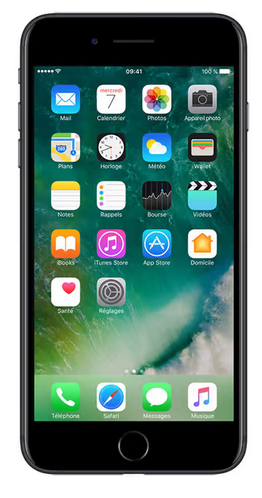 09:41 100 %
mercredi
7
Mail Calendrier Photos Appareil photo
280
Plans Horloge Météo Wallet
Notes Rappels Bourse Vidéos
iBooks iTunes Store App Store Domicile
Santé Réglages
Téléphone Safari Messages Musique